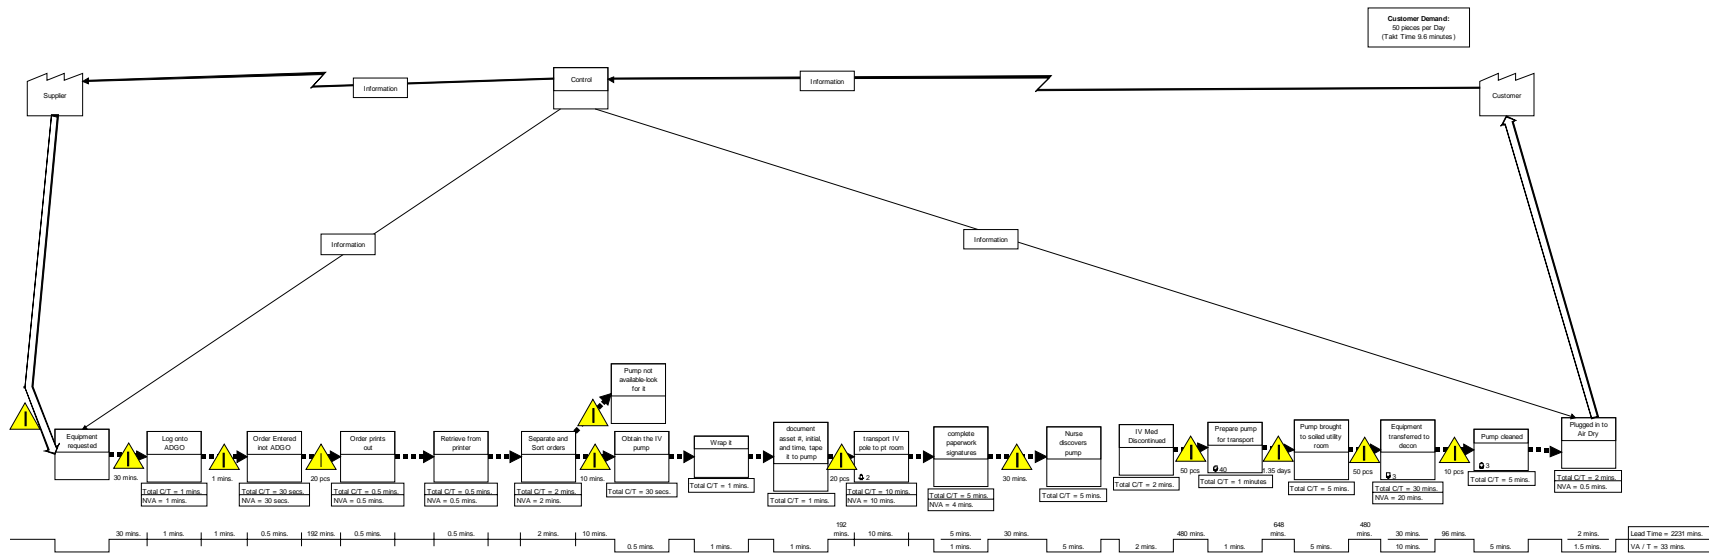 Customer Demand:
50 pieces per Day
(Takt Time 9.6 minutes)
Supplier
Information
Control
Information
Customer
Information
Information
Pump not
available-look
for it
Equipment
requested
30 mins.
Log onto
ADGO
Total C/T = 1 mins.
NVA = 1 mins.
1 mins.
Order Entered
inot ADGO
Total C/T = 30 secs.
NVA = 30 secs.
20 pcs
Order prints
out
Total C/T = 0.5 mins.
NVA = 0.5 mins.
Retrieve from
printer
Total C/T = 0.5 mins.
NVA = 0.5 mins.
Separate and
Sort orders
Total C/T = 2 mins.
NVA = 2 mins.
10 mins.
Obtain the IV
pump
Total C/T = 30 secs.
Wrap it
Total C/T = 1 mins.
document
asset #, initial,
and time, tape
it to pump
Total C/T = 1 mins.
20 pcs
transport IV
pole to pt room
2
Total C/T = 10 mins.
NVA = 10 mins.
complete
paperwork
signatures
Total C/T = 5 mins.
NVA = 4 mins.
30 mins.
Nurse
discovers
pump
Total C/T = 5 mins.
IV Med
Discontinued
Total C/T = 2 mins.
50 pcs
Prepare pump
for transport
40
Total C/T = 1 minutes
1.35 days
Pump brought
to soiled utility
room
Total C/T = 5 mins.
50 pcs
Equipment
transferred to
decon
3
Total C/T = 30 mins.
NVA = 20 mins.
10 pcs
Pump cleaned
3
Total C/T = 5 mins.
Plugged in to
Air Dry
Total C/T = 2 mins.
NVA = 0.5 mins.
30 mins.
1 mins.
1 mins.
0.5 mins.
192 mins.
0.5 mins.
0.5 mins.
2 mins.
10 mins.
0.5 mins.
1 mins.
1 mins.
192
mins.
10 mins.
5 mins.
1 mins.
30 mins.
5 mins.
2 mins.
480 mins.
1 mins.
648
mins.
5 mins.
480
mins.
30 mins.
10 mins.
96 mins.
5 mins.
2 mins.
1.5 mins.
Lead Time = 2231 mins.
VA / T = 33 mins.